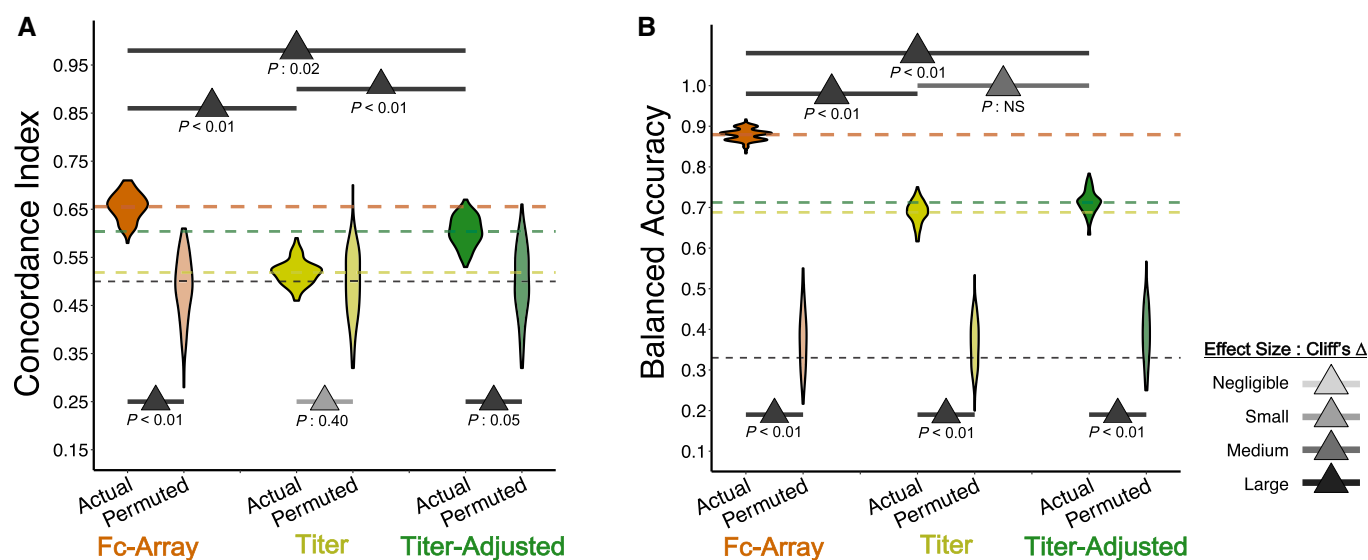 A
Concordance Index
0.95
0.85
0.75
0.65
0.55
0.45
0.35
0.25
0.15
P : 0.02
P < 0.01
P < 0.01
P < 0.01
P : 0.40
P : 0.05
Actual
Permuted
Actual
Permuted
Actual
Permuted
Fc-Array
Titer
Titer-Adjusted
B
Balanced Accuracy
1.0
0.9
0.8
0.7
0.6
0.5
0.4
0.3
0.2
0.1
P < 0.01
P < 0.01
P : NS
P < 0.01
P < 0.01
P < 0.01
Actual
Permuted
Actual
Permuted
Actual
Permuted
Fc-Array
Titer
Titer-Adjusted
Effect Size : Cliff's Δ
Negligible
Small
Medium
Large